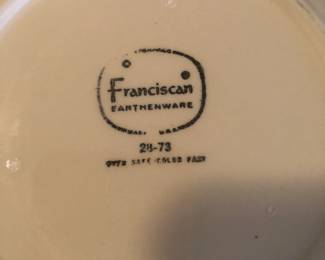 Franciscan
EARTHENWARE
28-73
OVEN SAFE COLOR FAST